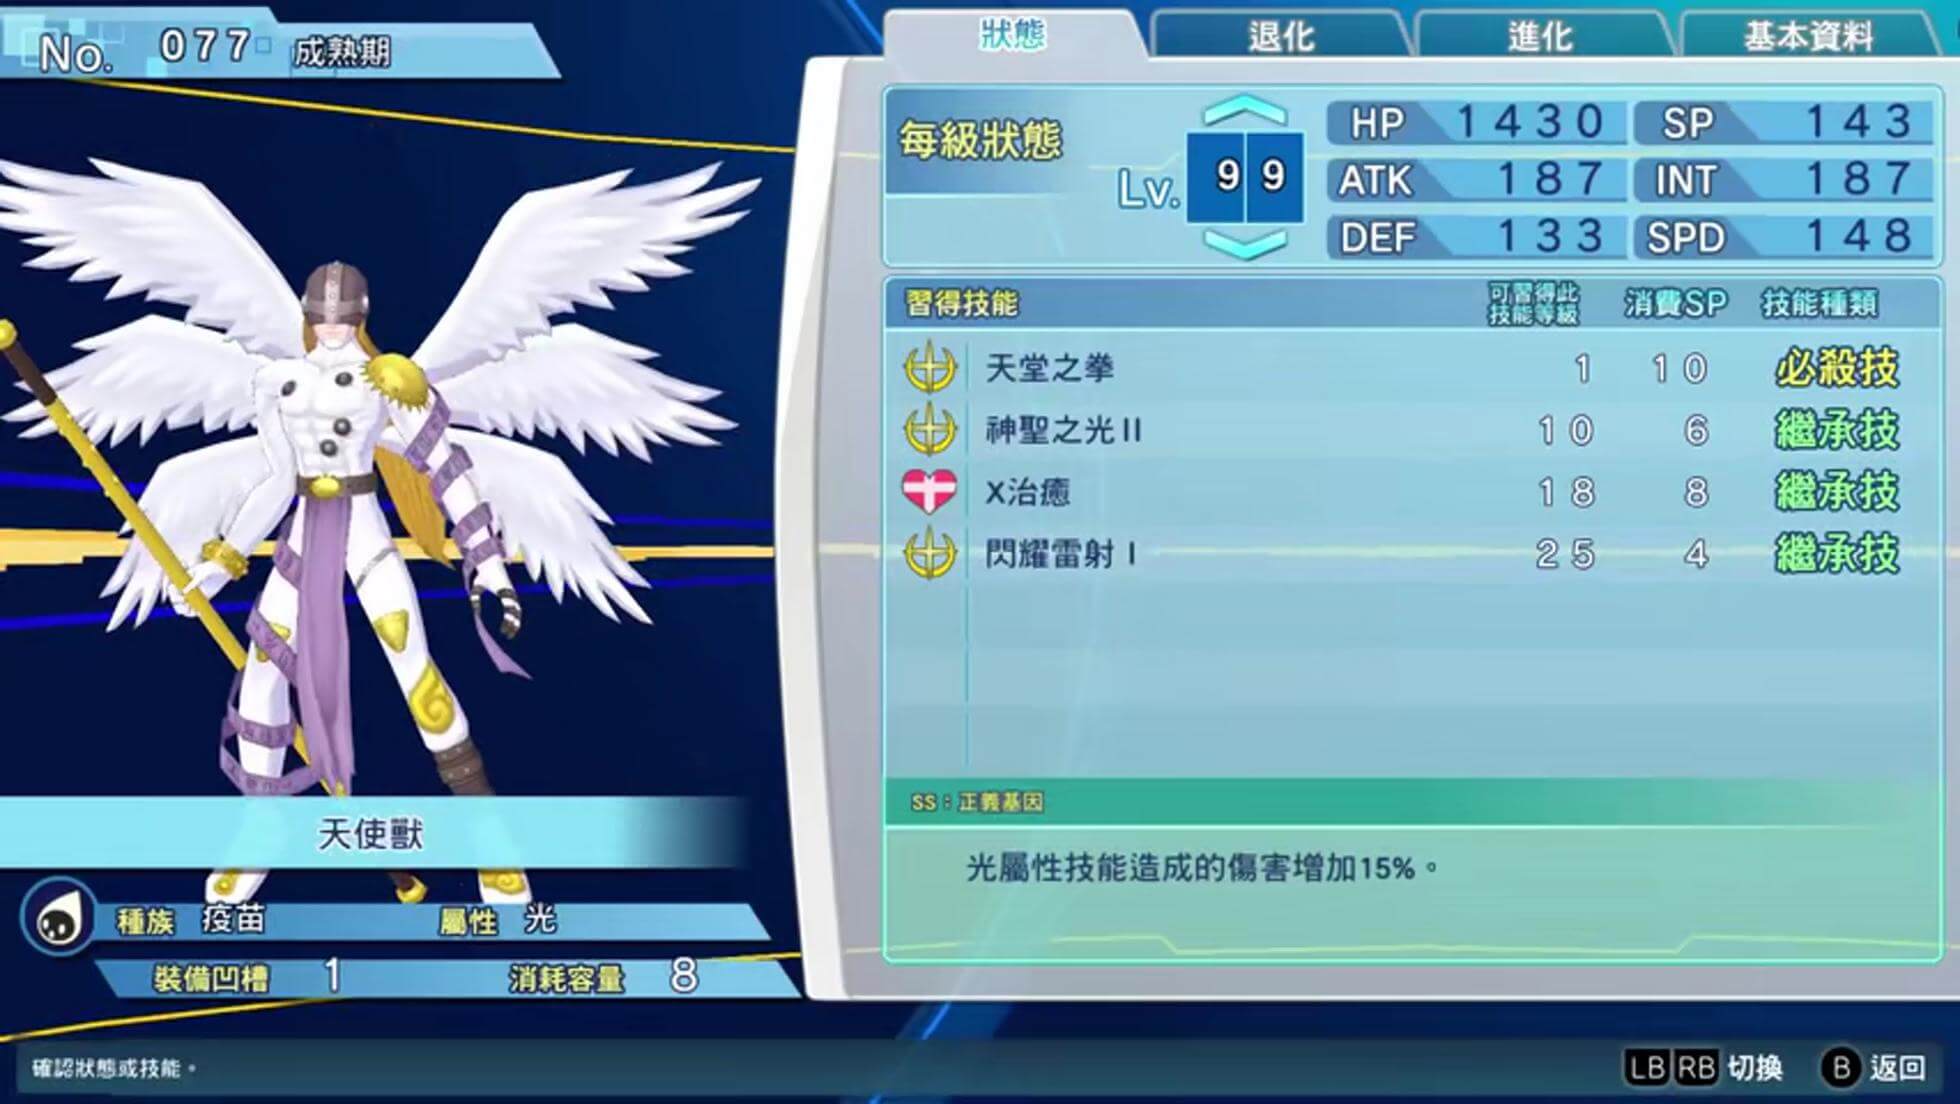 No. 077 成熟期
狀態 退化 進化 基本資料
每級狀態
Lv. 99
HP 1430 SP 143
ATK 187 INT 187
DEF 133 SPD 148
習得技能 可習得此技能等級 消費SP 技能種類
天堂之拳 1 10 必殺技
神聖之光II 10 6 繼承技
X治癒 18 8 繼承技
閃耀雷射I 25 4 繼承技
SS：正義基因
光屬性技能造成的傷害增加15%。
天使獸
種族 疫苗 屬性 光
裝備凹槽 1 消耗容量 8
確認狀態或技能。
LB RB 切換 B 返回